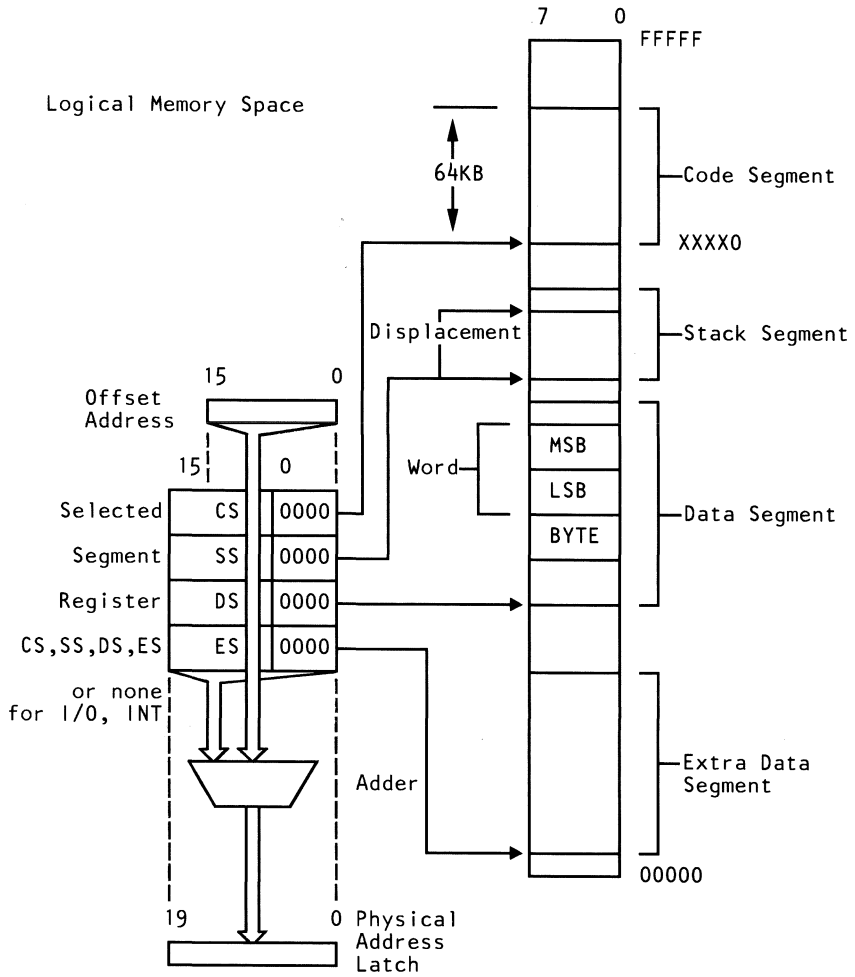 7 0
FFFFF
Logical Memory Space
64KB
Code Segment
XXXX0
Displacement
Stack Segment
15 0
Offset
Address
15 0
Word
MSB
LSB
BYTE
Data Segment
Selected CS 0000
Segment SS 0000
Register DS 0000
CS,SS,DS,ES ES 0000
or none
for I/O, INT
Adder
Extra Data
Segment
00000
19 0
Physical
Address
Latch